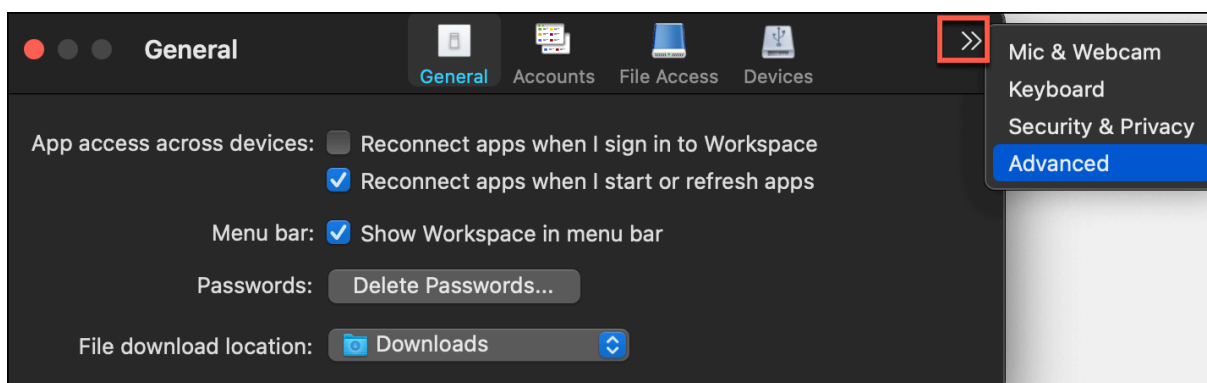 General
General Accounts File Access Devices
Mic & Webcam
Keyboard
Security & Privacy
Advanced
App access across devices: Reconnect apps when I sign in to Workspace
Reconnect apps when I start or refresh apps
Menu bar: Show Workspace in menu bar
Passwords: Delete Passwords...
File download location: Downloads